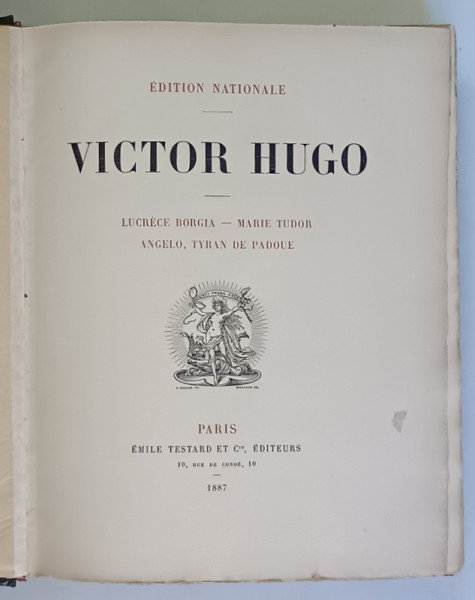 ÉDITION NATIONALE
VICTOR HUGO
LUCRÈCE BORGIA — MARIE TUDOR
ANGELO, TYRAN DE PADOUE
PARIS
ÉMILE TESTARD ET Cie, ÉDITEURS
10, RUE DE CONDÉ, 10
1887